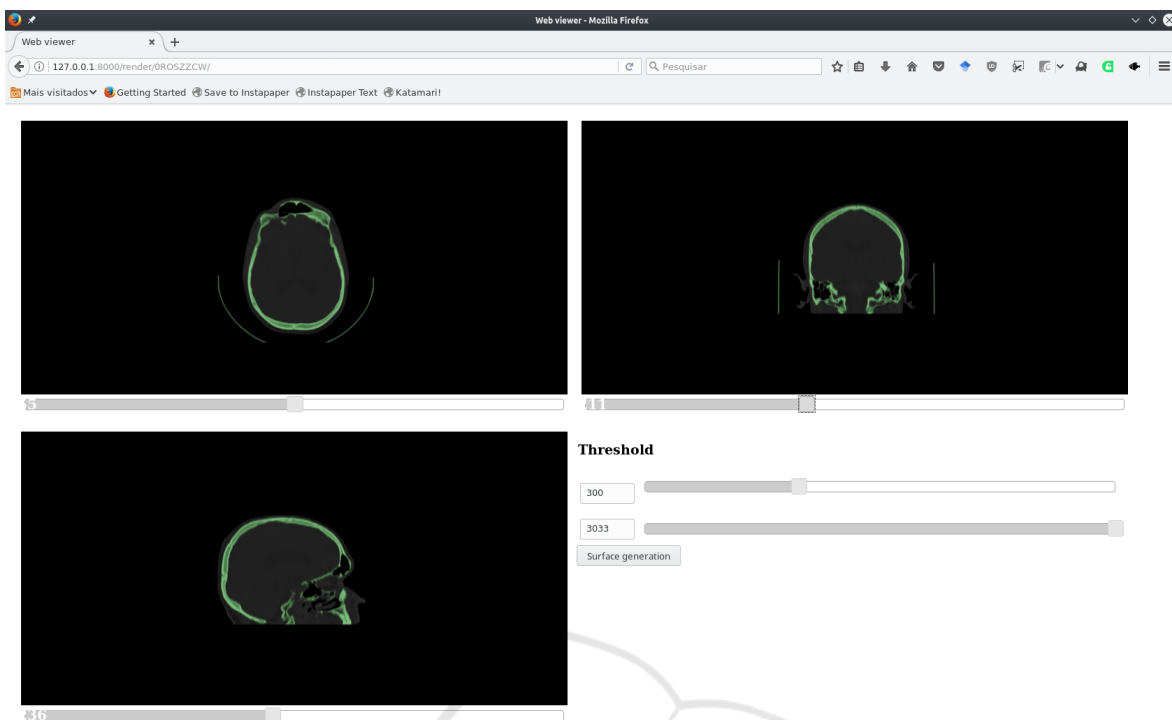 Web viewer - Mozilla Firefox
Web viewer
127.0.0.1:8000/render/0ROSZZCW/
Pesquisar
Mais visitados Getting Started Save to Instapaper Instapaper Text Katamari!
Threshold
300
3033
Surface generation